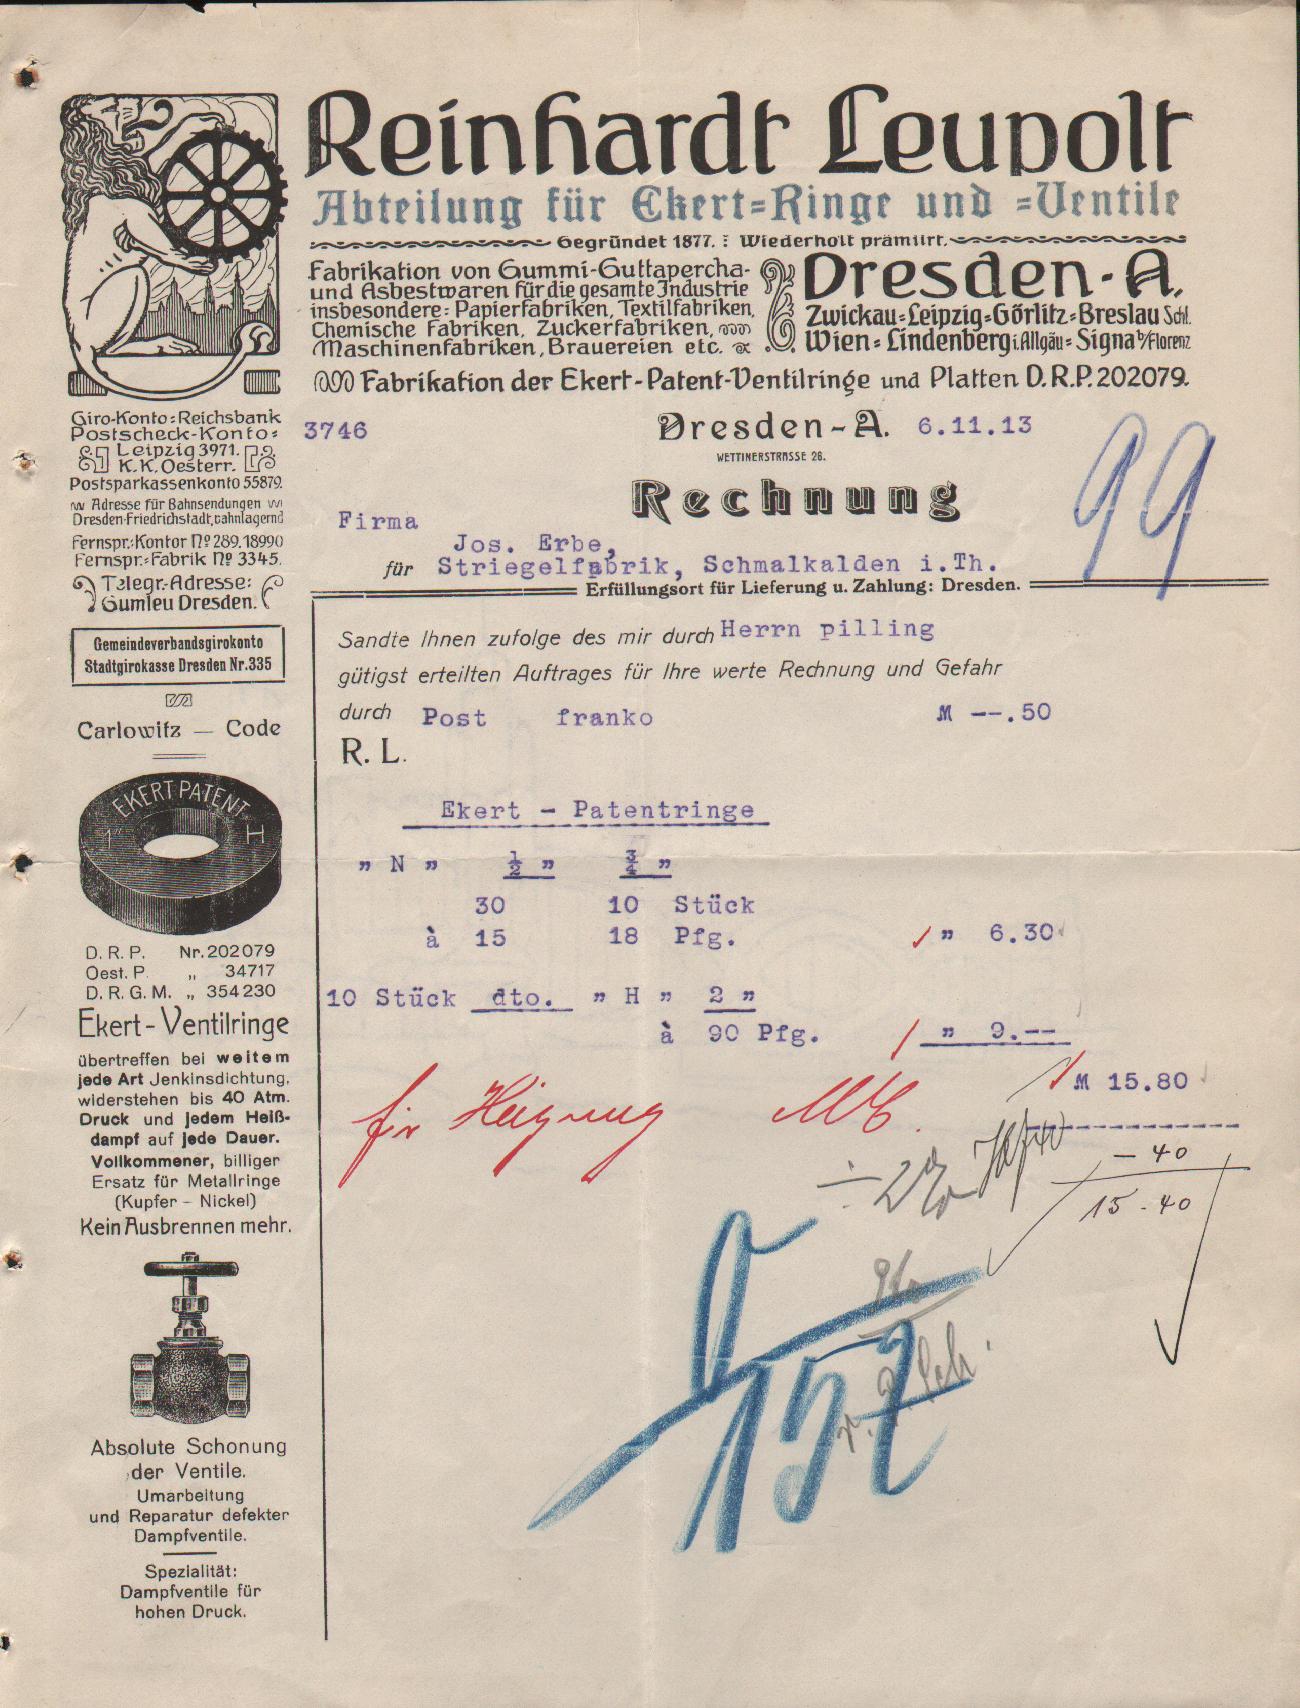 Reinhardt Leupolt
Abteilung für Ekert=Ringe und =Ventile
Gegründet 1877. Wiederholt prämiirt.
Fabrikation von Gummi-Guttapercha-
und Asbestwaren für die gesamte Industrie
insbesondere: Papierfabriken, Textilfabriken,
Chemische Fabriken, Zuckerfabriken,
Maschinenfabriken, Brauereien etc.
Dresden-A.
Zwickau=Leipzig=Görlitz=Breslau Schl.
Wien=Lindenberg i. Allgäu=Signa b/Florenz
Fabrikation der Ekert-Patent-Ventilringe und Platten D.R.P. 202079.
Giro-Konto: Reichsbank
Postscheck-Konto:
Leipzig 3971.
K. K. Oesterr.
Postsparkassenkonto 55879.
Adresse für Bahnsendungen
Dresden-Friedrichstadt, bahnlagernd
Fernspr.: Kontor No 289. 18990
Fernspr.: Fabrik No 3345.
Telegr.-Adresse:
Gumleu Dresden.
Gemeindeverbandsgirokonto
Stadtgirokasse Dresden Nr. 335
Carlowitz — Code
EKERT PATENT
1" H
D. R. P. Nr. 202079
Oest. P. „ 34717
D. R. G. M. „ 354230
Ekert-Ventilringe
übertreffen bei weitem
jede Art Jenkinsdichtung,
widerstehen bis 40 Atm.
Druck und jedem Heiß-
dampf auf jede Dauer.
Vollkommener, billiger
Ersatz für Metallringe
(Kupfer - Nickel)
Kein Ausbrennen mehr.
Absolute Schonung
der Ventile.
Umarbeitung
und Reparatur defekter
Dampfventile.
Spezialität:
Dampfventile für
hohen Druck.
3746
Dresden-A. 6.11.13
WETTINERSTRASSE 26.
Rechnung
99
Firma
Jos. Erbe,
für Striegelfabrik, Schmalkalden i.Th.
Erfüllungsort für Lieferung u. Zahlung: Dresden.
Sandte Ihnen zufolge des mir durch Herrn pilling
gütigst erteilten Auftrages für Ihre werte Rechnung und Gefahr
durch Post franko M --.50
R. L.
Ekert - Patentringe
" N " ½ " ¾ "
30 10 Stück
à 15 18 Pfg. " 6.30
10 Stück dto. " H " 2 "
à 90 Pfg. " 9.--
M 15.80
für Heizung
÷ 2%
- 40
15-40
152